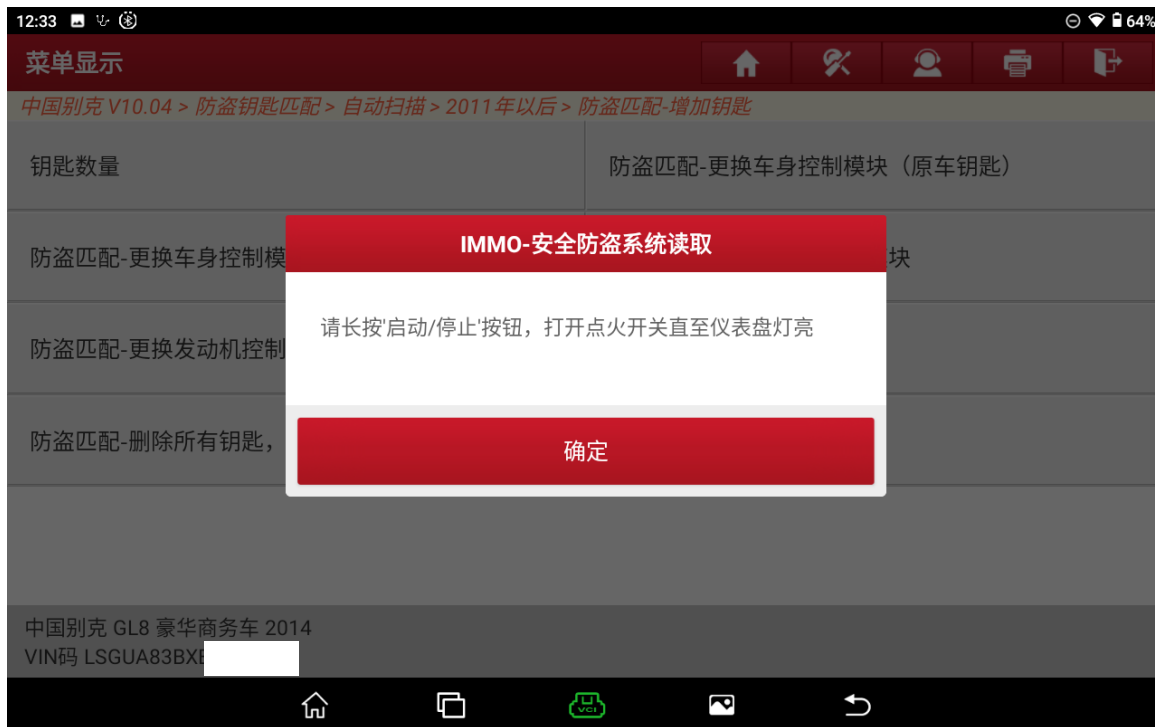 12:33
64%
菜单显示
中国别克 V10.04 > 防盗钥匙匹配 > 自动扫描 > 2011年以后 > 防盗匹配-增加钥匙
钥匙数量
防盗匹配-更换车身控制模块（原车钥匙）
防盗匹配-更换车身控制模
块
IMMO-安全防盗系统读取
请长按'启动/停止'按钮，打开点火开关直至仪表盘灯亮
防盗匹配-更换发动机控制
防盗匹配-删除所有钥匙，
确定
中国别克 GL8 豪华商务车 2014
VIN码 LSGUA83BX
VCI